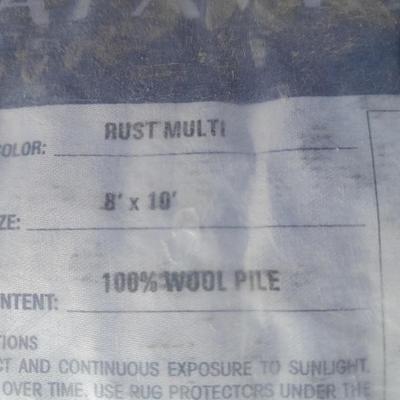 COLOR: RUST MULTI
ZE: 8' x 10'
NTENT: 100% WOOL PILE
TIONS
CT AND CONTINUOUS EXPOSURE TO SUNLIGHT.
OVER TIME. USE RUG PROTECTORS UNDER THE